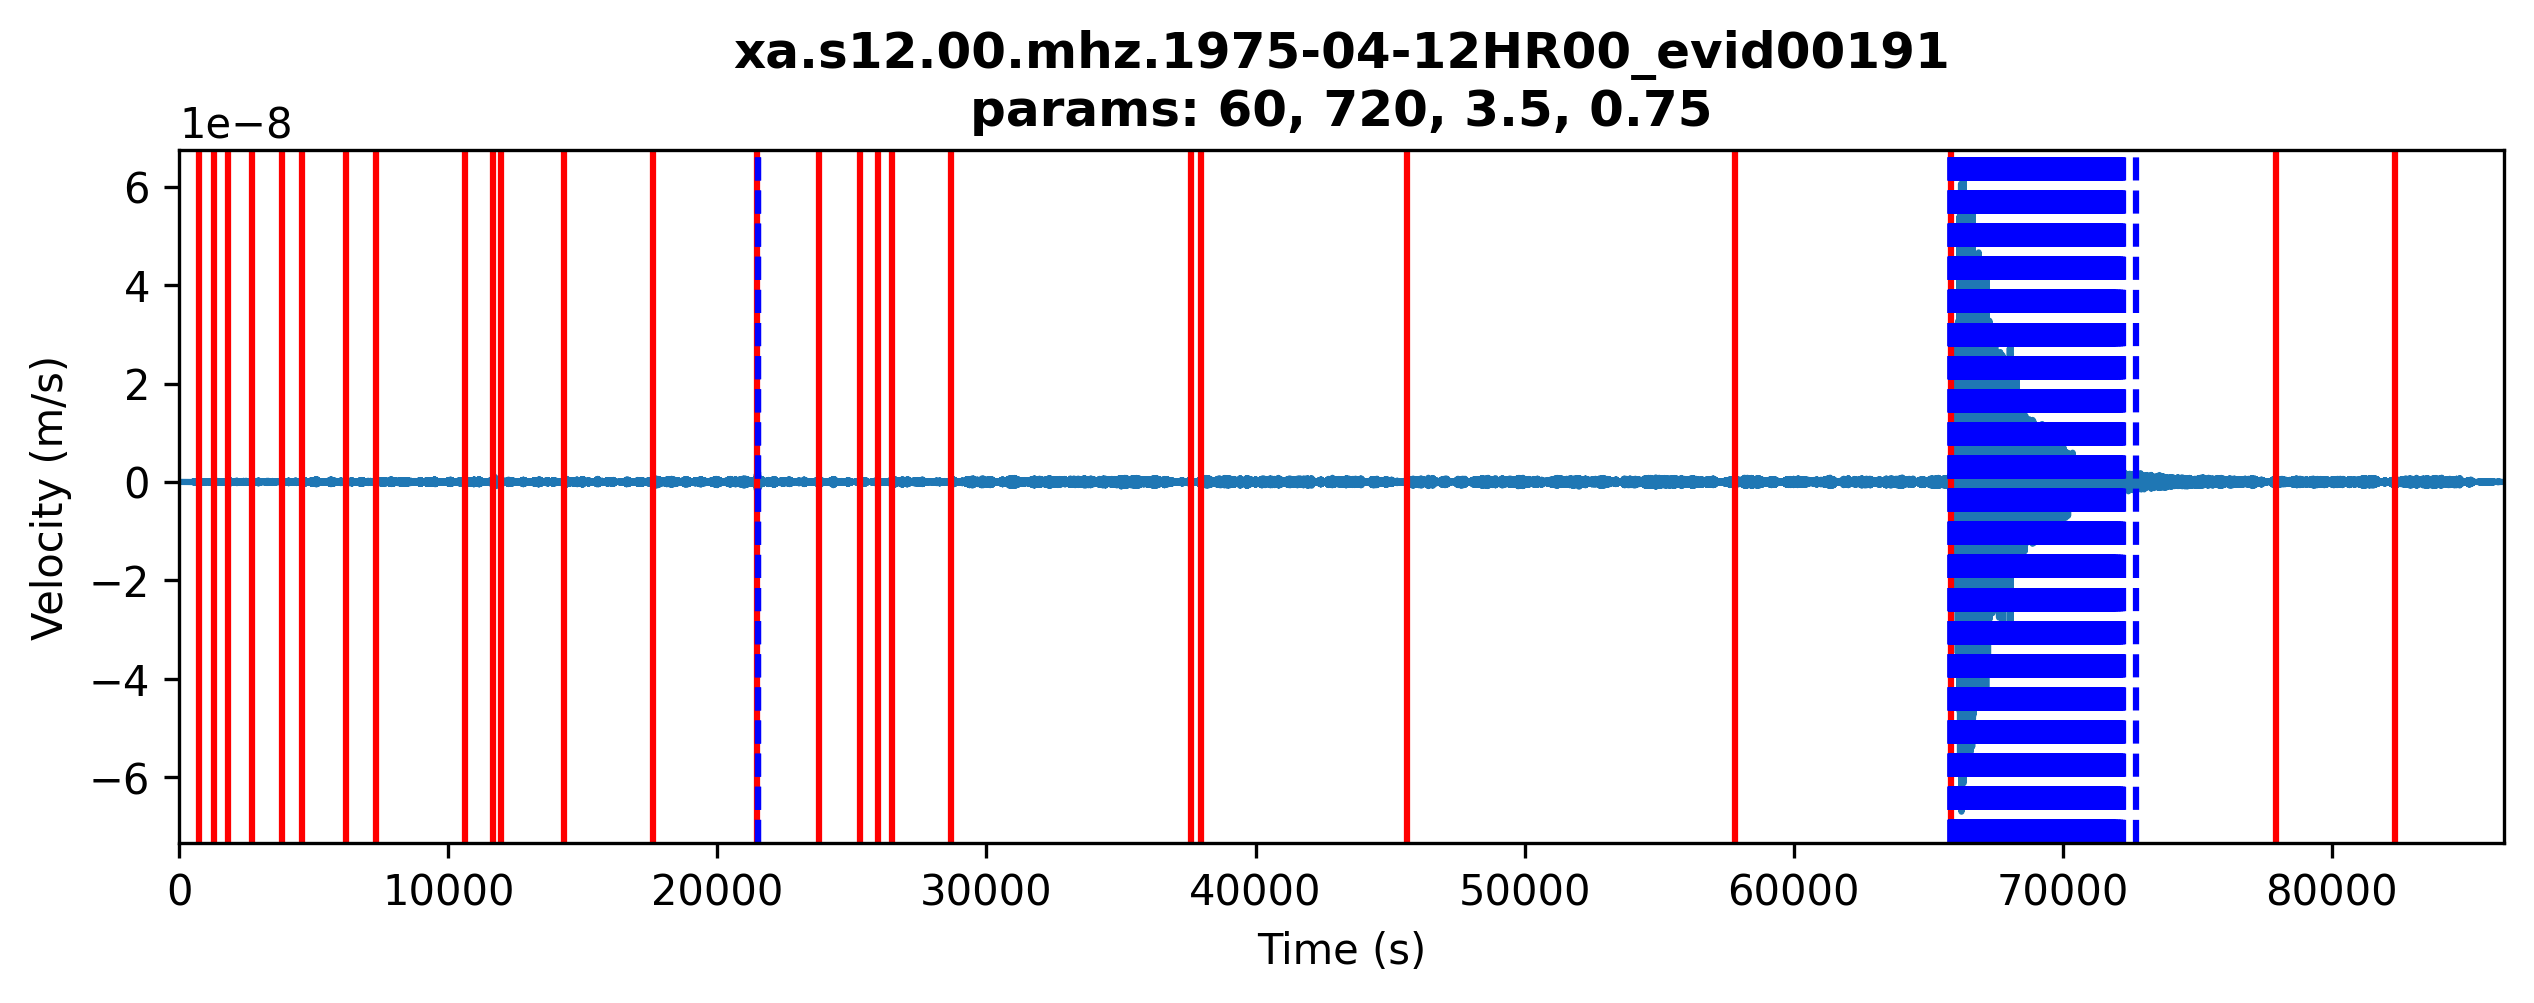 xa.s12.00.mhz.1975-04-12HR00_evid00191
params: 60, 720, 3.5, 0.75
1e−8
6
4
2
0
−2
−4
−6
Velocity (m/s)
0 10000 20000 30000 40000 50000 60000 70000 80000
Time (s)